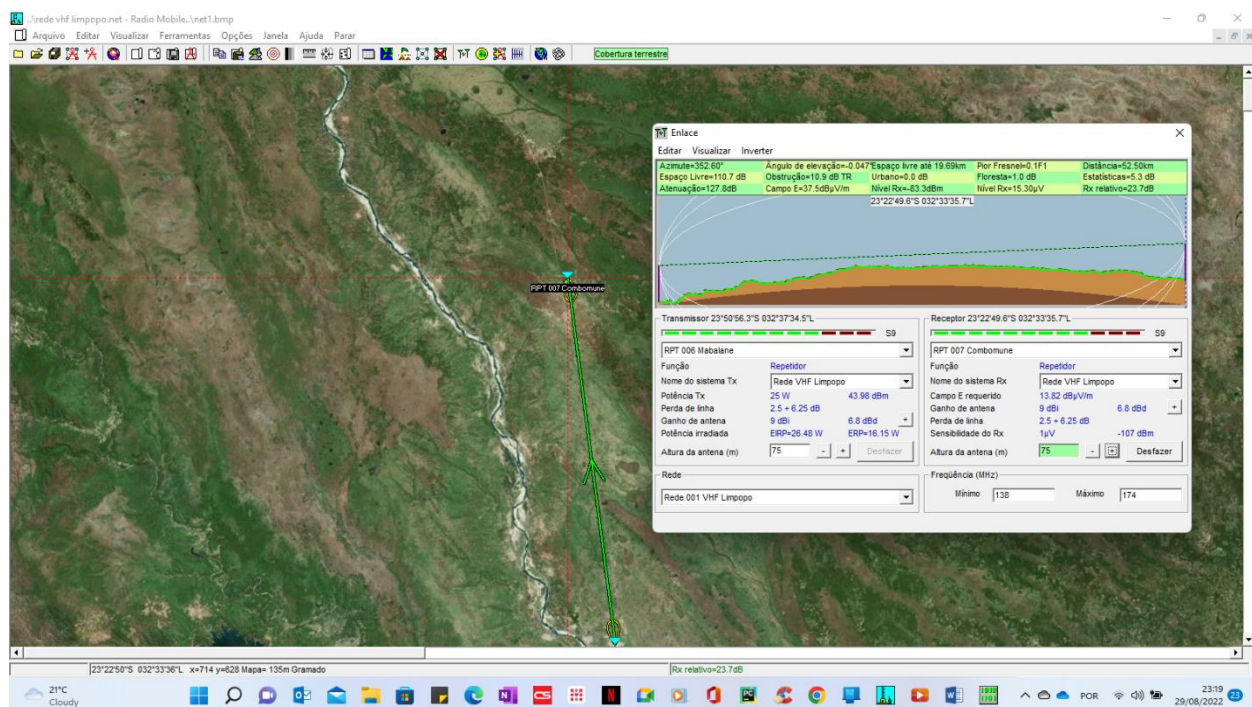 ..\rede vhf limpopo.net - Radio Mobile..\net1.bmp
Arquivo Editar Visualizar Ferramentas Opções Janela Ajuda Parar
Cobertura terrestre
RPT 007 Combomune
Enlace
Editar Visualizar Inverter
Azimute=352.60° Ângulo de elevação=-0.047° Espaço livre até 19.69km Pior Fresnel=0.1F1 Distância=52.50km
Espaço Livre=110.7 dB Obstrução=10.9 dB TR Urbano=0.0 dB Floresta=1.0 dB Estatísticas=5.3 dB
Atenuação=127.8dB Campo E=37.5dBµV/m Nível Rx=-83.3dBm Nível Rx=15.30µV Rx relativo=23.7dB
23°22'49.6"S 032°33'35.7"L
Transmissor 23°50'56.3"S 032°37'34.5"L
S9
RPT 006 Mabalane
Função Repetidor
Nome do sistema Tx Rede VHF Limpopo
Potência Tx 25 W 43.98 dBm
Perda de linha 2.5 + 6.25 dB
Ganho de antena 9 dBi 6.8 dBd +
Potência irradiada EIRP=26.48 W ERP=16.15 W
Altura da antena (m) 75 - + Desfazer
Rede
Rede 001 VHF Limpopo
Receptor 23°22'49.6"S 032°33'35.7"L
S9
RPT 007 Combomune
Função Repetidor
Nome do sistema Rx Rede VHF Limpopo
Campo E requerido 13.82 dBµV/m
Ganho de antena 9 dBi 6.8 dBd +
Perda de linha 2.5 + 6.25 dB
Sensibilidade do Rx 1µV -107 dBm
Altura da antena (m) 75 - Desfazer
Freqüência (MHz)
Mínimo 138 Máximo 174
23°22'50"S 032°33'36"L x=714 y=628 Mapa= 135m Gramado Rx relativo=23.7dB
21°C
Cloudy
POR
23:19
29/08/2022
23